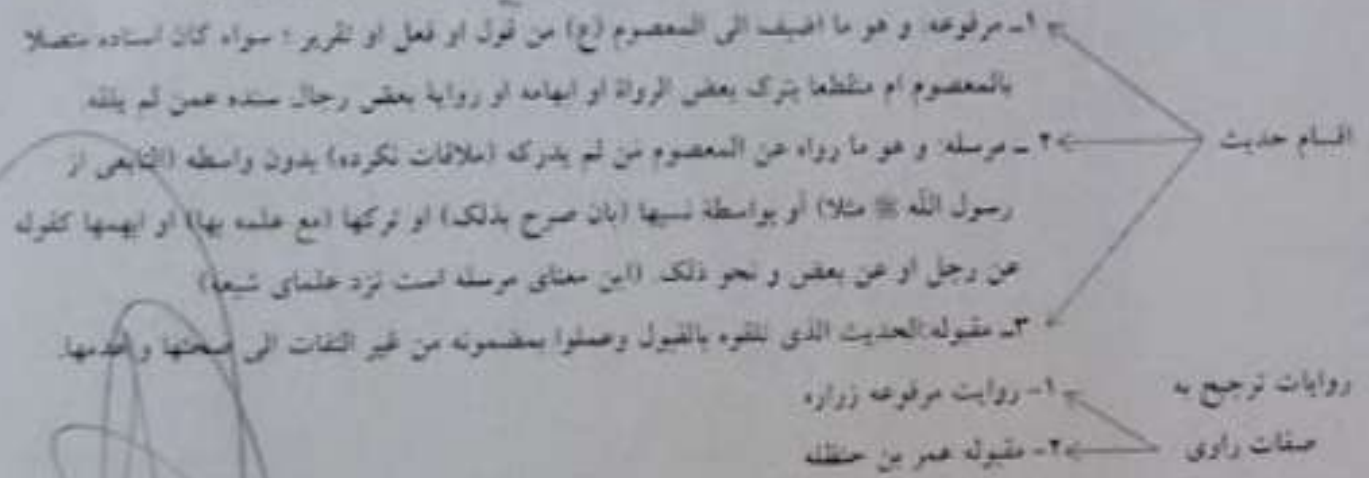 ۱ـ مرفوعه: و هو ما اضیف الی المعصوم (ع) من قول او فعل او تقریر ؛ سواء کان اسناده متصلا
بالمعصوم ام منقطعا بترک بعض الرواة او ابهامه او روایة بعض رجال سنده عمن لم یلقه
اقسام حدیث
۲ ـ مرسله: و هو ما رواه عن المعصوم من لم یدرکه (ملاقات نکرده) بدون واسطه (التابعی از
رسول اللّه ﷺ مثلا) أو بواسطة نسیها (بان صرح بذلک) او ترکها (مع علمه بها) او ابهمها کقوله
عن رجل او عن بعض و نحو ذلک (این معنای مرسله است نزد علمای شیعه)
۳ـ مقبوله:الحدیث الذی تلقوه بالقبول وعملوا بمضمونه من غیر التفات الی صحتها و عدمها.
روایات ترجیح به
صفات راوی
۱- روایت مرفوعه زراره
۲- مقبوله عمر بن حنظله